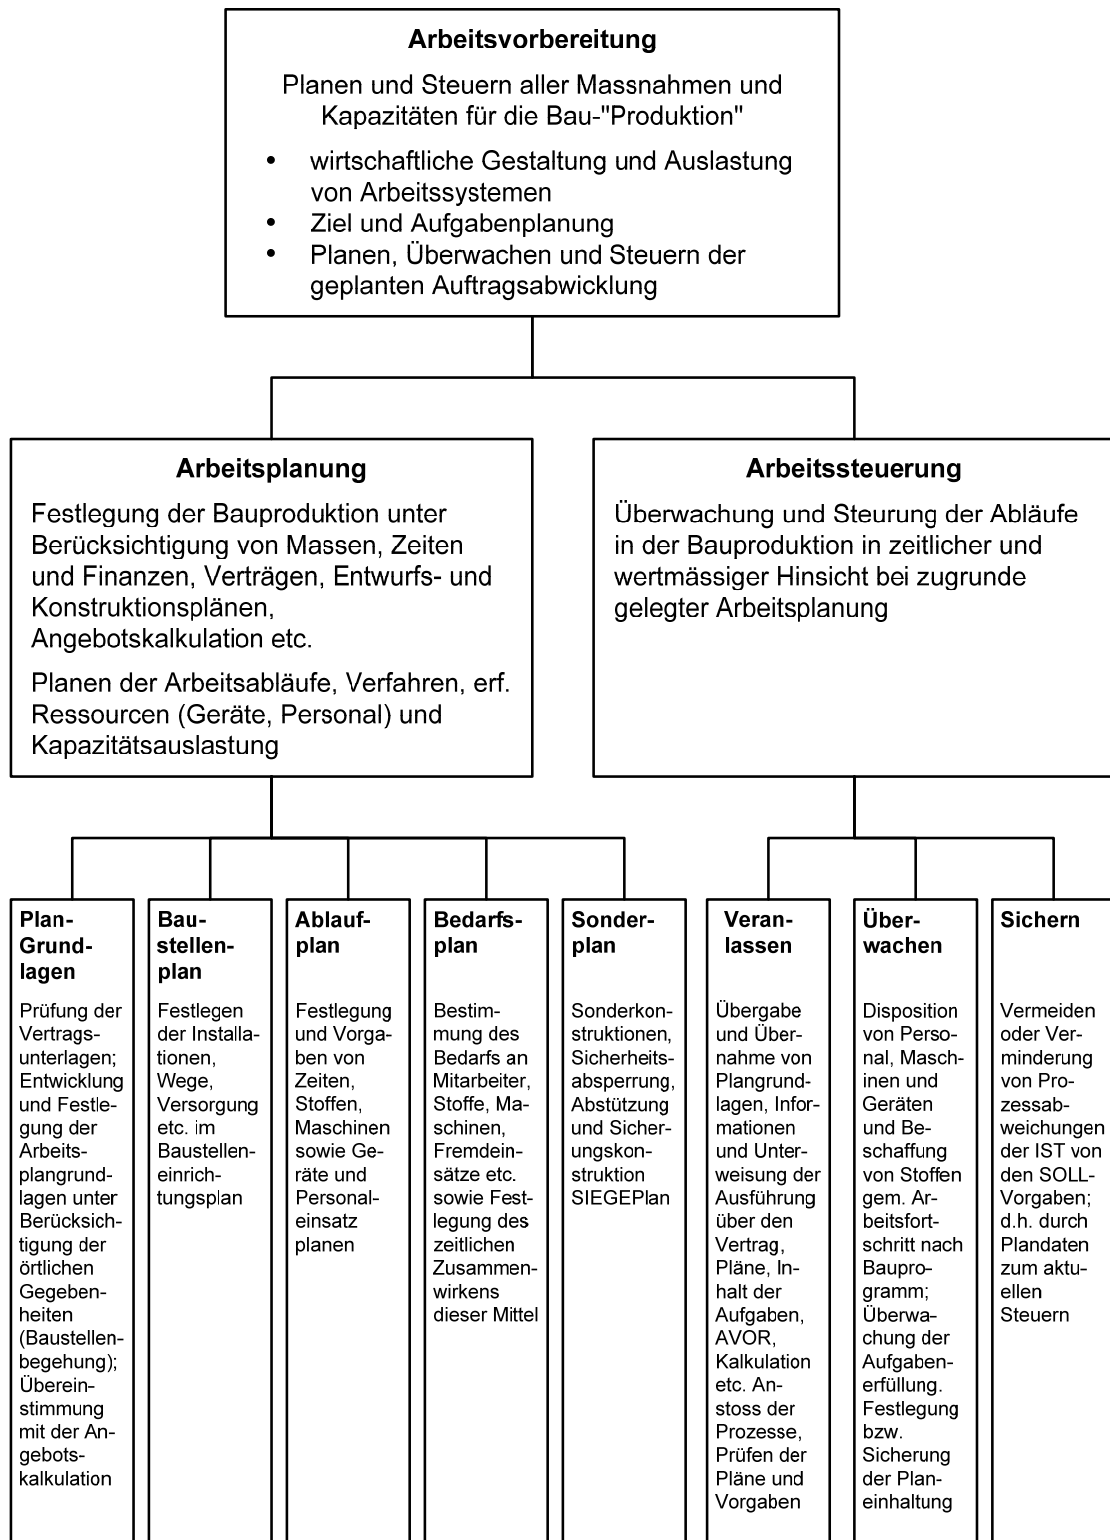 Arbeitsvorbereitung
Planen und Steuern aller Massnahmen und
Kapazitäten für die Bau-"Produktion"
• wirtschaftliche Gestaltung und Auslastung
von Arbeitssystemen
• Ziel und Aufgabenplanung
• Planen, Überwachen und Steuern der
geplanten Auftragsabwicklung
Arbeitsplanung
Festlegung der Bauproduktion unter
Berücksichtigung von Massen, Zeiten
und Finanzen, Verträgen, Entwurfs- und
Konstruktionsplänen,
Angebotskalkulation etc.
Planen der Arbeitsabläufe, Verfahren, erf.
Ressourcen (Geräte, Personal) und
Kapazitätsauslastung
Arbeitssteuerung
Überwachung und Steurung der Abläufe
in der Bauproduktion in zeitlicher und
wertmässiger Hinsicht bei zugrunde
gelegter Arbeitsplanung
Plan-
Grund-
lagen
Prüfung der
Vertrags-
unterlagen;
Entwicklung
und Festle-
gung der
Arbeits-
plangrund-
lagen unter
Berücksich-
tigung der
örtlichen
Gegeben-
heiten
(Baustellen-
begehung);
Überein-
stimmung
mit der An-
gebots-
kalkulation
Bau-
stellen-
plan
Festlegen
der Installa-
tionen,
Wege,
Versorgung
etc. im
Baustellen-
einrich-
tungsplan
Ablauf-
plan
Festlegung
und Vorga-
ben von
Zeiten,
Stoffen,
Maschinen
sowie Ge-
räte und
Personal-
einsatz
planen
Bedarfs-
plan
Bestim-
mung des
Bedarfs an
Mitarbeiter,
Stoffe, Ma-
schinen,
Fremdein-
sätze etc.
sowie Fest-
legung des
zeitlichen
Zusammen-
wirkens
dieser Mittel
Sonder-
plan
Sonderkon-
struktionen,
Sicherheits-
absperrung,
Abstützung
und Sicher-
ungskon-
struktion
SIEGEPlan
Veran-
lassen
Übergabe
und Über-
nahme von
Plangrund-
lagen, Infor-
mationen
und Unter-
weisung der
Ausführung
über den
Vertrag,
Pläne, In-
halt der
Aufgaben,
AVOR,
Kalkulation
etc. An-
stoss der
Prozesse,
Prüfen der
Pläne und
Vorgaben
Über-
wachen
Disposition
von Perso-
nal, Masch-
inen und
Geräten
und Be-
schaffung
von Stoffen
gem. Ar-
beitsfort-
schritt nach
Baupro-
gramm;
Überwa-
chung der
Aufgaben-
erfüllung.
Festlegung
bzw.
Sicherung
der Plan-
einhaltung
Sichern
Vermeiden
oder Ver-
minderung
von Pro-
zessab-
weichungen
der IST von
den SOLL-
Vorgaben;
d.h. durch
Plandaten
zum aktu-
ellen
Steuern